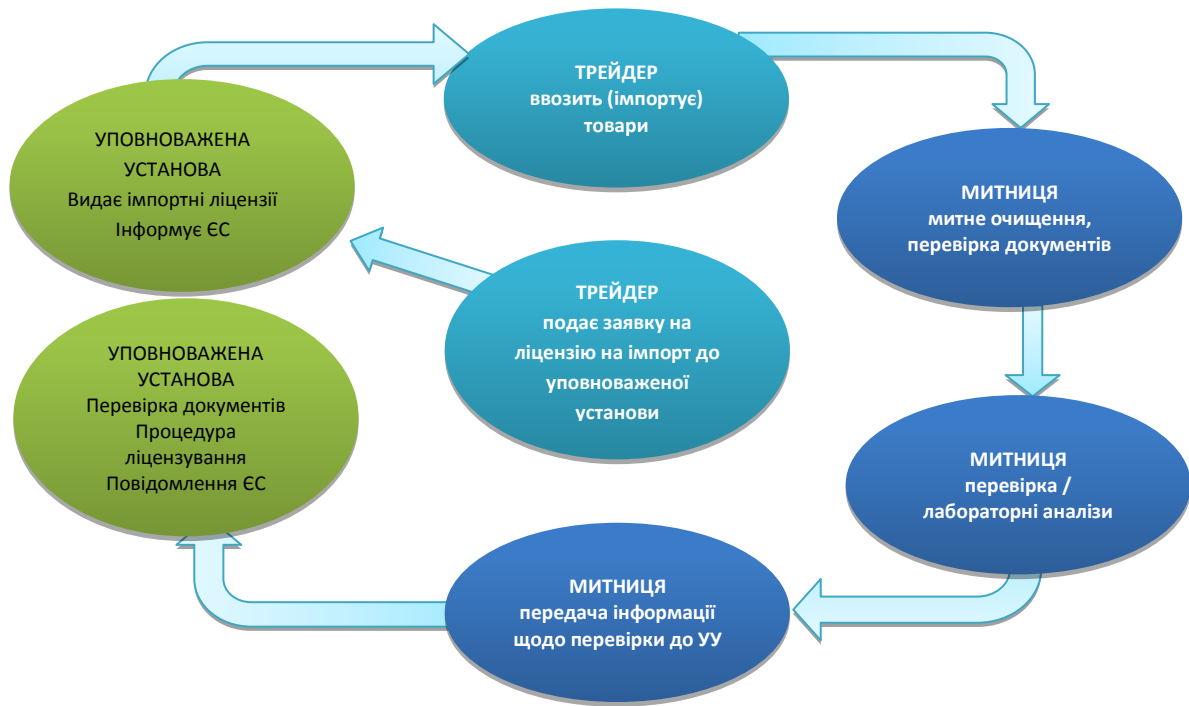 ТРЕЙДЕР
ввозить (імпортує)
товари
УПОВНОВАЖЕНА
УСТАНОВА
Видає імпортні ліцензії
Інформує ЄС
МИТНИЦЯ
митне очищення,
перевірка документів
ТРЕЙДЕР
подає заявку на
ліцензію на імпорт до
уповноваженої
установи
УПОВНОВАЖЕНА
УСТАНОВА
Перевірка документів
Процедура
ліцензування
Повідомлення ЄС
МИТНИЦЯ
перевірка /
лабораторні аналізи
МИТНИЦЯ
передача інформації
щодо перевірки до УУ